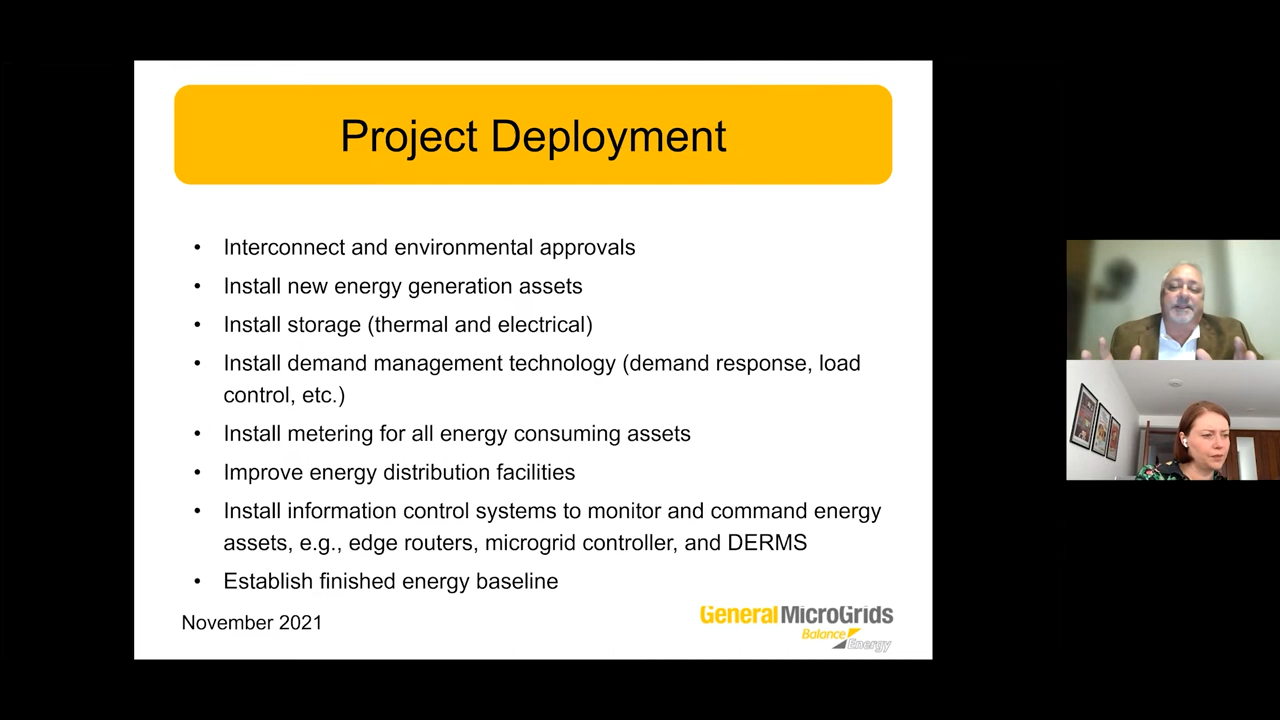 Project Deployment
• Interconnect and environmental approvals
• Install new energy generation assets
• Install storage (thermal and electrical)
• Install demand management technology (demand response, load
control, etc.)
• Install metering for all energy consuming assets
• Improve energy distribution facilities
• Install information control systems to monitor and command energy
assets, e.g., edge routers, microgrid controller, and DERMS
• Establish finished energy baseline
November 2021
GeneralMicroGrids
Balance
Energy